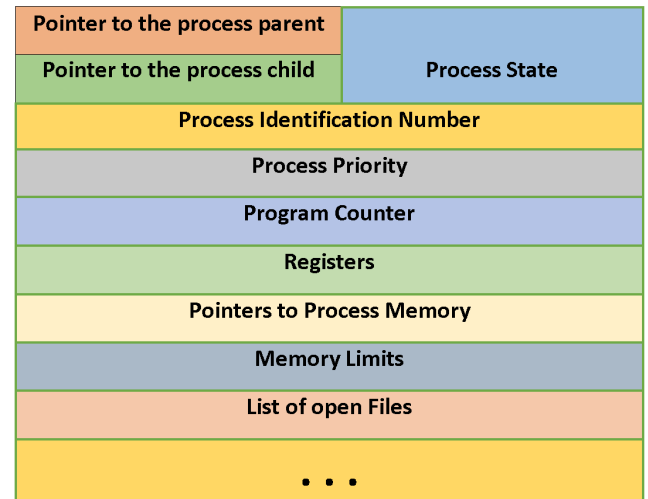 Pointer to the process parent
Pointer to the process child
Process State
Process Identification Number
Process Priority
Program Counter
Registers
Pointers to Process Memory
Memory Limits
List of open Files
. . .